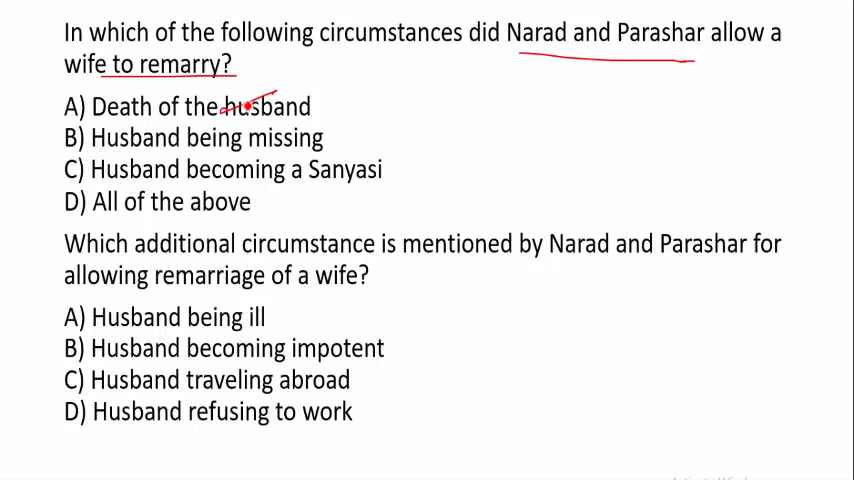 In which of the following circumstances did Narad and Parashar allow a
wife to remarry?
A) Death of the husband
B) Husband being missing
C) Husband becoming a Sanyasi
D) All of the above
Which additional circumstance is mentioned by Narad and Parashar for
allowing remarriage of a wife?
A) Husband being ill
B) Husband becoming impotent
C) Husband traveling abroad
D) Husband refusing to work